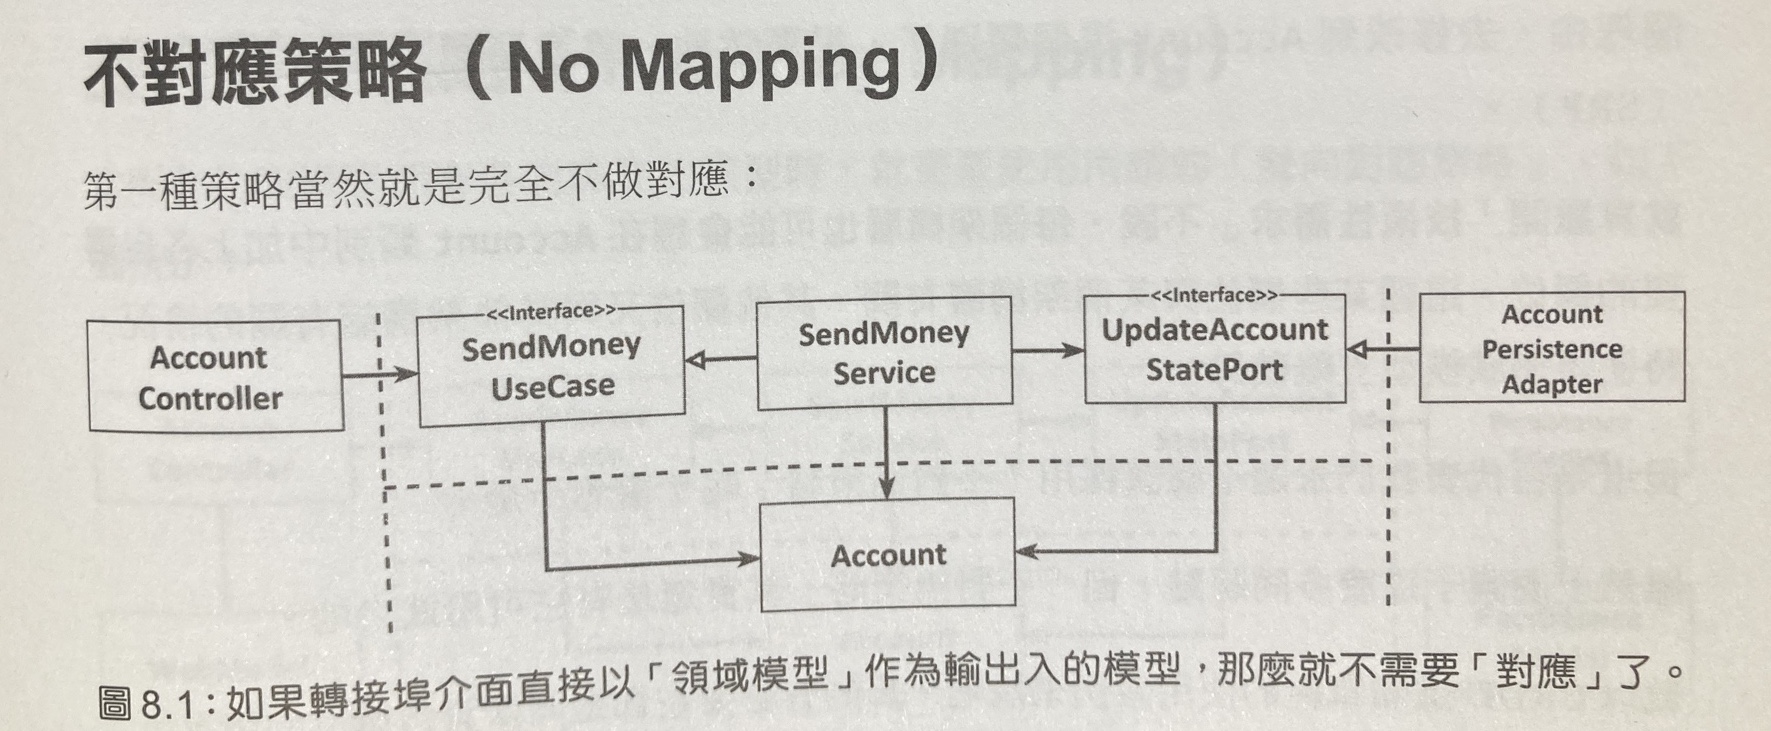 不對應策略（No Mapping）
第一種策略當然就是完全不做對應：
Account
Controller
<<Interface>>
SendMoney
UseCase
SendMoney
Service
<<Interface>>
UpdateAccount
StatePort
Account
Persistence
Adapter
Account
圖 8.1：如果轉接埠介面直接以「領域模型」作為輸出入的模型，那麼就不需要「對應」了。